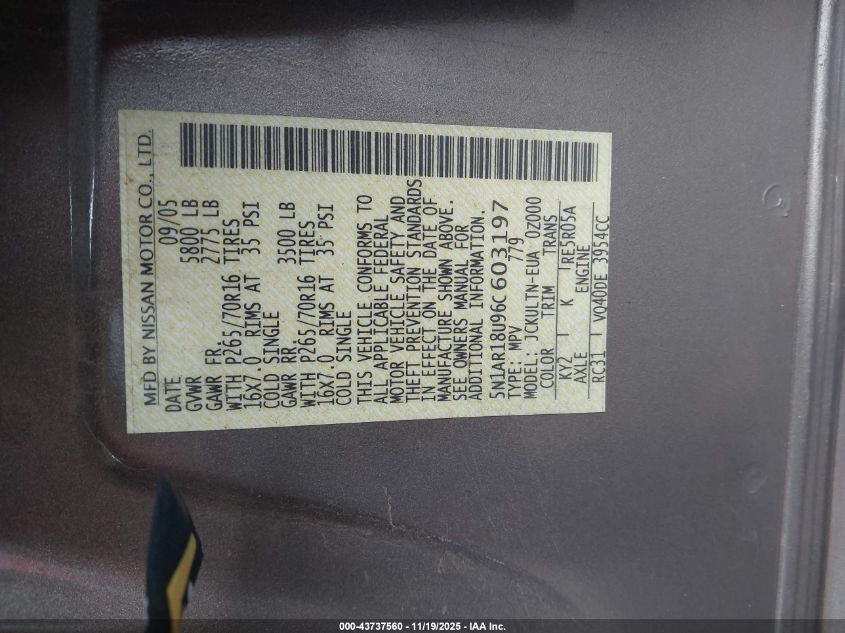 MFD BY NISSAN MOTOR CO., LTD.
DATE 09/05
GVWR 5800 LB
GAWR FR. 2775 LB
WITH P265/70R16 TIRES
16X7.0 RIMS AT 35 PSI
COLD SINGLE
GAWR RR. 3500 LB
WITH P265/70R16 TIRES
16X7.0 RIMS AT 35 PSI
COLD SINGLE
THIS VEHICLE CONFORMS TO
ALL APPLICABLE FEDERAL
MOTOR VEHICLE SAFETY AND
THEFT PREVENTION STANDARDS
IN EFFECT ON THE DATE OF
MANUFACTURE SHOWN ABOVE.
SEE OWNERS MANUAL FOR
ADDITIONAL INFORMATION.
5N1AR18U96C603197
TYPE: MPV 779
MODEL: JCKULTN-EUA 0Z000
COLOR TRIM TRANS
KY2 K RE5R05A
AXLE ENGINE
RC31 VQ40DE 3954CC
000-43737560 - 11/19/2025 - IAA Inc.